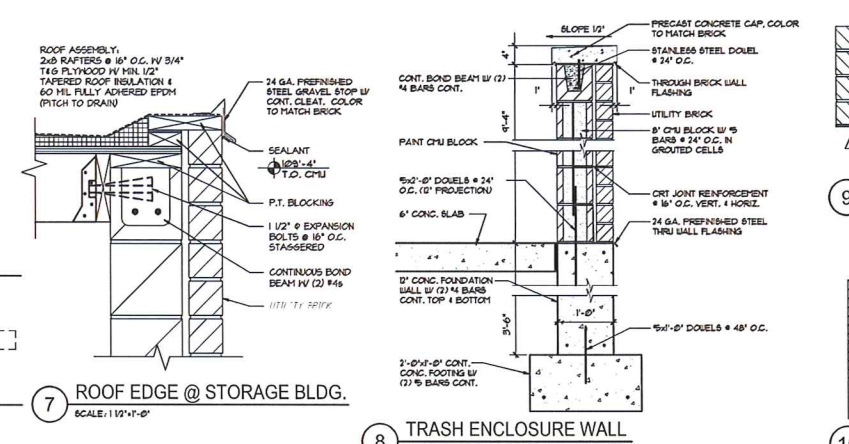 ROOF ASSEMBLY:
2x8 RAFTERS @ 16" O.C. W/ 3/4"
T&G PLYWOOD W/ MIN. 1/2"
TAPERED ROOF INSULATION &
60 MIL FULLY ADHERED EPDM
(PITCH TO DRAIN)
24 GA. PREFINISHED
STEEL GRAVEL STOP W/
CONT. CLEAT. COLOR
TO MATCH BRICK
SEALANT
109'-4"
T.O. CMU
P.T. BLOCKING
1 1/2" Φ EXPANSION
BOLTS @ 16" O.C.
STAGGERED
CONTINUOUS BOND
BEAM W/ (2) #4s
UTILITY BRICK
7
ROOF EDGE @ STORAGE BLDG.
SCALE: 1 1/2"=1'-0"
SLOPE 1/2"
4"
CONT. BOND BEAM W/ (2)
#4 BARS CONT.
1"
1"
9'-4"
PAINT CMU BLOCK
5x2'-0" DOWELS @ 24"
O.C. (12" PROJECTION)
6" CONC. SLAB
12" CONC. FOUNDATION
WALL W/ (2) #4 BARS
CONT. TOP & BOTTOM
1'-0"
3'-6"
2'-0"x1'-0" CONT.
CONC. FOOTING W/
(2) #5 BARS CONT.
PRECAST CONCRETE CAP, COLOR
TO MATCH BRICK
STAINLESS STEEL DOWEL
@ 24" O.C.
THROUGH BRICK WALL
FLASHING
UTILITY BRICK
8" CMU BLOCK W/ #5
BARS @ 24" O.C. IN
GROUTED CELLS
CRT JOINT REINFORCEMENT
@ 16" O.C. VERT. & HORIZ.
24 GA. PREFINISHED STEEL
THRU WALL FLASHING
#5x1'-0" DOWELS @ 48" O.C.
8
TRASH ENCLOSURE WALL
9